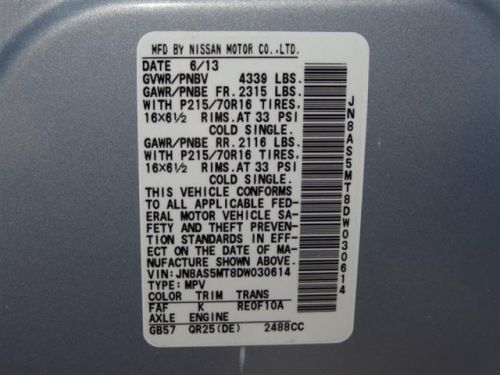 MFD BY NISSAN MOTOR CO.,LTD.
DATE 6/13
GVWR/PNBV 4339 LBS.
GAWR/PNBE FR. 2315 LBS.
WITH P215/70R16 TIRES,
16×6½ RIMS.AT 33 PSI
COLD SINGLE.
GAWR/PNBE RR. 2116 LBS.
WITH P215/70R16 TIRES,
16×6½ RIMS.AT 33 PSI
COLD SINGLE.
THIS VEHICLE CONFORMS
TO ALL APPLICABLE FED-
ERAL MOTOR VEHICLE SA-
FETY AND THEFT PREVEN-
TION STANDARDS IN EFF-
ECT ON THE DATE OF MA-
NUFACTURE SHOWN ABOVE.
VIN:JN8AS5MT8DW030614
TYPE:MPV
COLOR TRIM TRANS
FAF K RE0F10A
AXLE ENGINE
GB57 QR25(DE) 2488CC
JN8AS5MT8DW030614